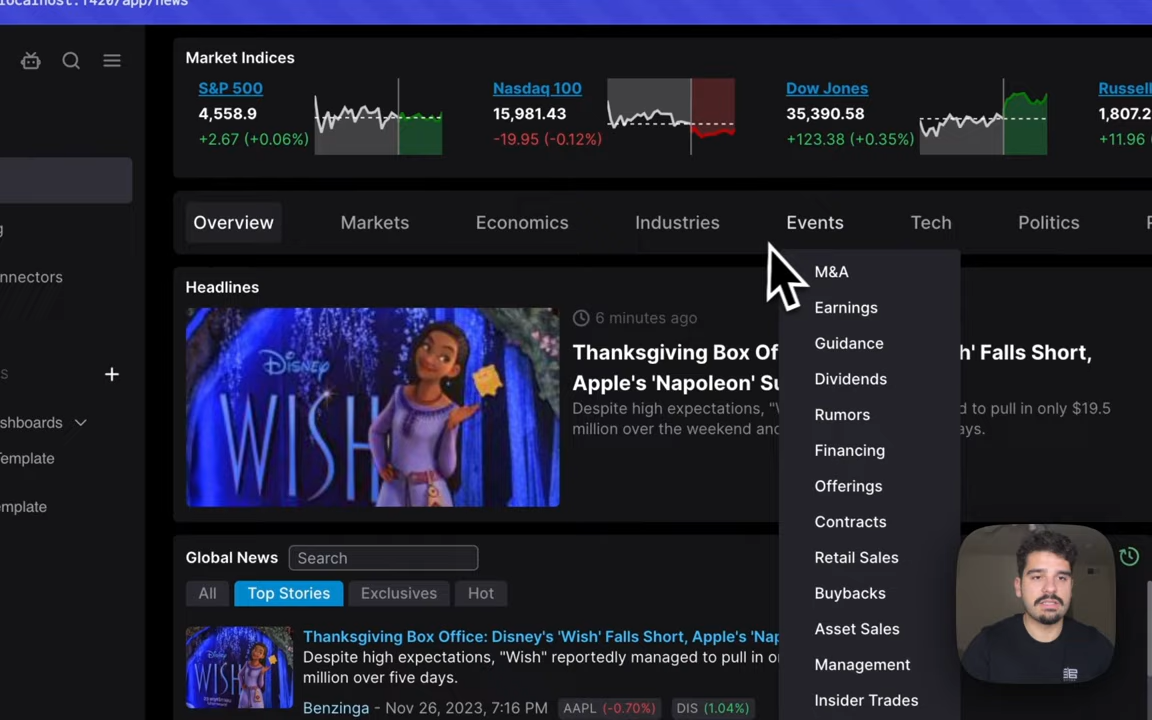 localhost:1420/app/news
Market Indices
S&P 500
4,558.9
+2.67 (+0.06%)
Nasdaq 100
15,981.43
-19.95 (-0.12%)
Dow Jones
35,390.58
+123.38 (+0.35%)
Russell
1,807.2
+11.96
Overview
Markets
Economics
Industries
Events
Tech
Politics
nnectors
shboards
Template
mplate
M&A
Earnings
Guidance
Dividends
Rumors
Financing
Offerings
Contracts
Retail Sales
Buybacks
Asset Sales
Management
Insider Trades
Headlines
Disney
WISH
6 minutes ago
Thanksgiving Box Of h' Falls Short,
Apple's 'Napoleon' Su
Despite high expectations, "W d to pull in only $19.5
million over the weekend and ays.
Global News
Search
All
Top Stories
Exclusives
Hot
Thanksgiving Box Office: Disney's 'Wish' Falls Short, Apple's 'Nap
Despite high expectations, "Wish" reportedly managed to pull in o
million over five days.
Benzinga - Nov 26, 2023, 7:16 PM AAPL (-0.70%) DIS (1.04%)